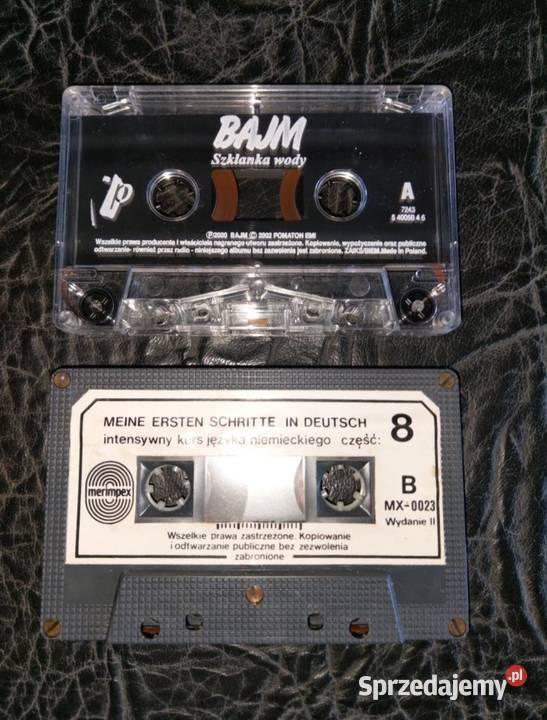 BAJM
Szklanka wody
p
A
7243
5 40050 4 6
Ⓟ2000 BAJM Ⓒ 2002 POMATON EMI
Wszelkie prawa producenta i właściciela nagranego utworu zastrzeżone. Kopiowanie, wypożyczanie oraz publiczne
odtwarzanie- również przez radio - niniejszego albumu bez zezwolenia jest zabronione. ZAIKS/BIEM.Made in Poland.
MEINE ERSTEN SCHRITTE IN DEUTSCH
intensywny kurs języka niemieckiego część:
8
merimpex
B
MX-0023
Wydanie II
Wszelkie prawa zastrzeżone. Kopiowanie
i odtwarzanie publiczne bez zezwolenia
zabronione
Sprzedajemy.pl